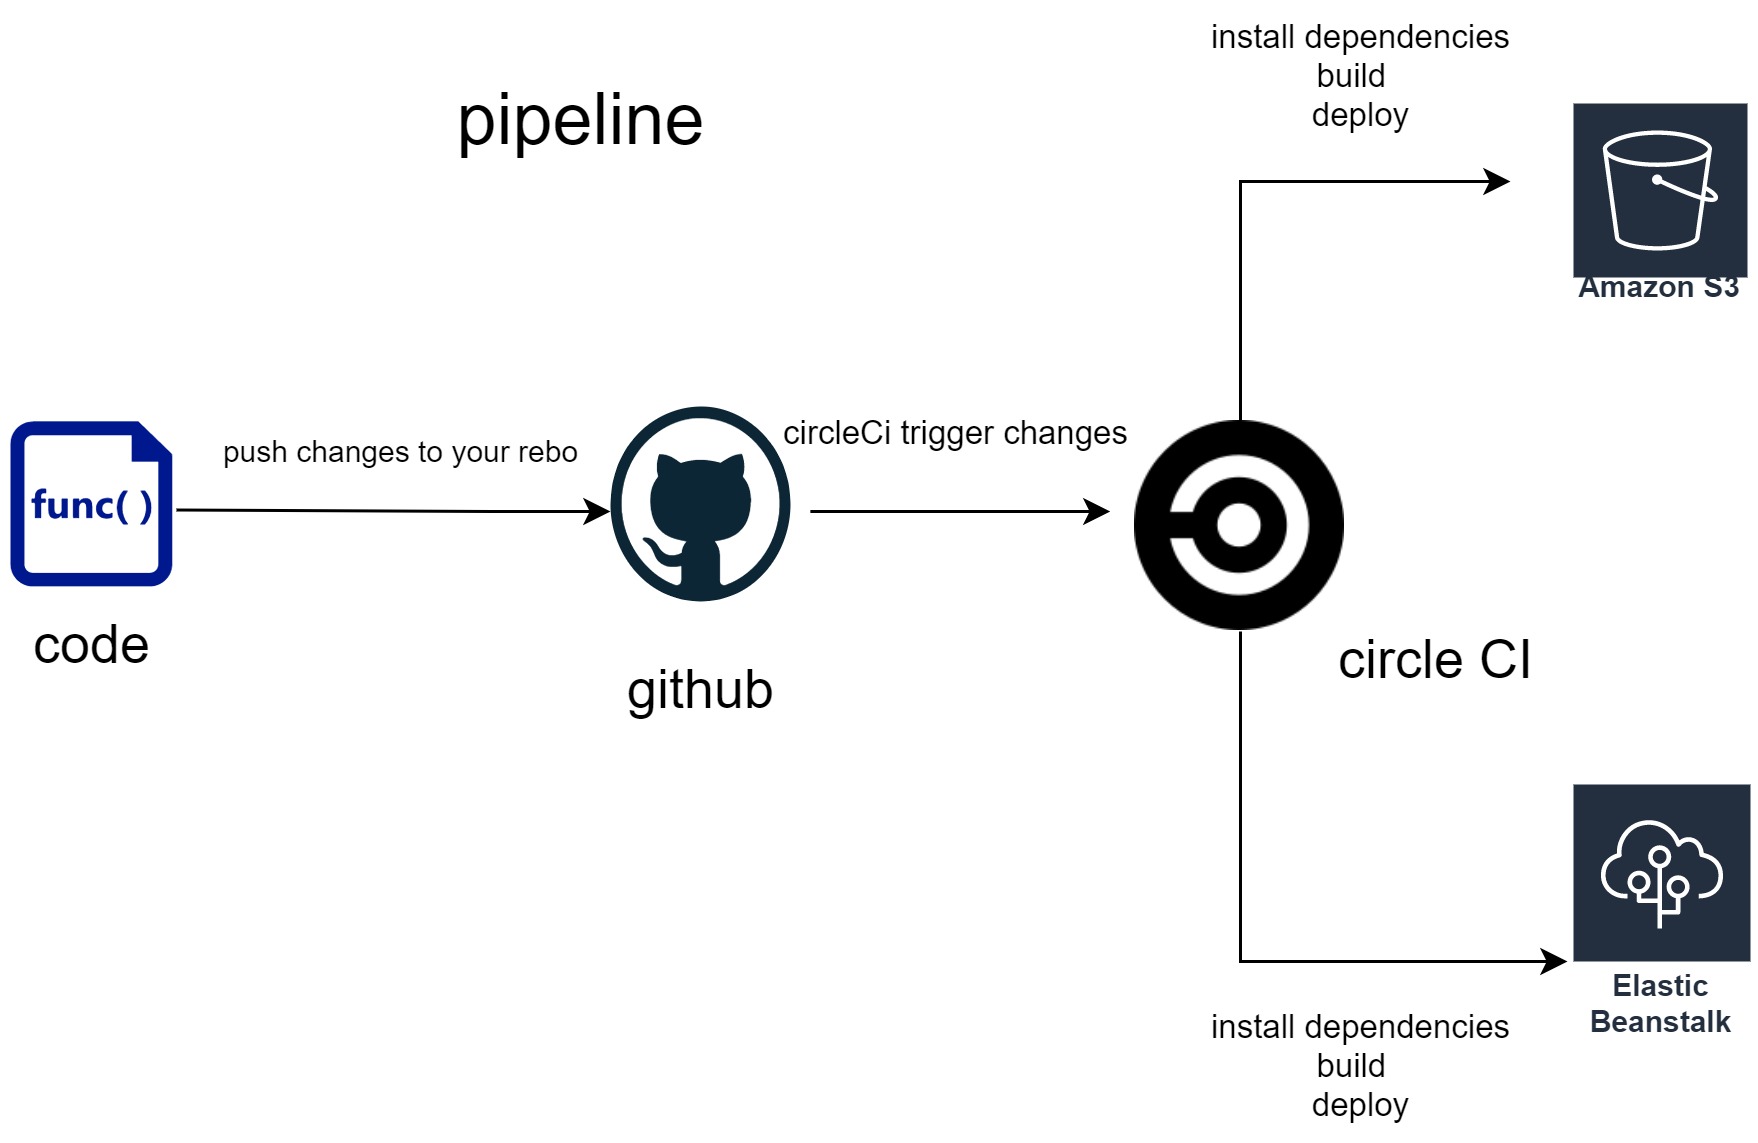 install dependencies
build
deploy
pipeline
Amazon S3
push changes to your rebo
circleCi trigger changes
func( )
code
github
circle CI
Elastic
Beanstalk
install dependencies
build
deploy